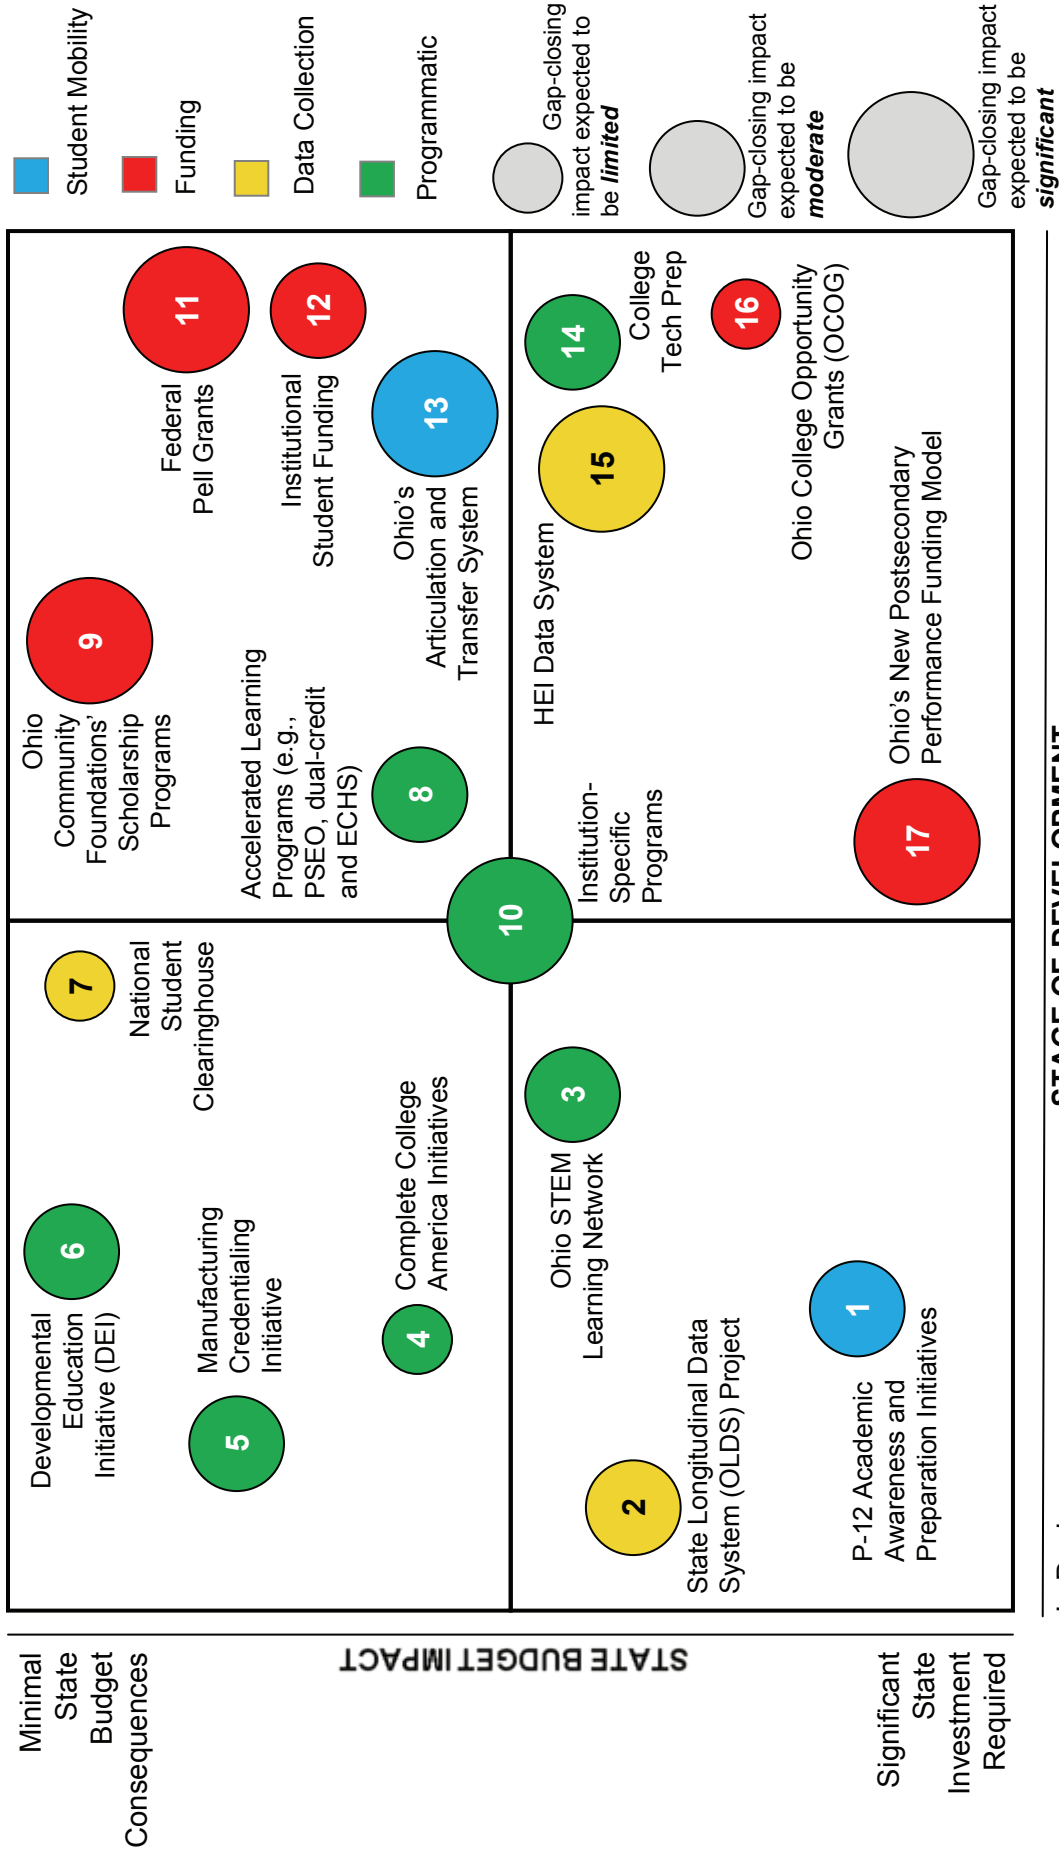 Minimal
State
Budget
Consequences
STATE BUDGET IMPACT
Significant
State
Investment
Required
Developmental
Education
Initiative (DEI)
6
7
National
Student
Clearinghouse
Manufacturing
Credentialing
Initiative
5
Complete College
America Initiatives
4
Ohio
Community
Foundations’
Scholarship
Programs
9
Federal
Pell Grants
11
Institutional
Student Funding
12
Accelerated Learning
Programs (e.g.,
PSEO, dual-credit
and ECHS)
8
Ohio’s
Articulation and
Transfer System
13
10
Institution-
Specific
Programs
Ohio STEM
Learning Network
3
2
State Longitudinal Data
System (OLDS) Project
1
P-12 Academic
Awareness and
Preparation Initiatives
HEI Data System
15
14
College
Tech Prep
16
Ohio College Opportunity
Grants (OCOG)
Ohio’s New Postsecondary
Performance Funding Model
17
STAGE OF DEVELOPMENT
Student Mobility
Funding
Data Collection
Programmatic
Gap-closing
impact expected to
be limited
Gap-closing impact
expected to be
moderate
Gap-closing impact
expected to be
significant